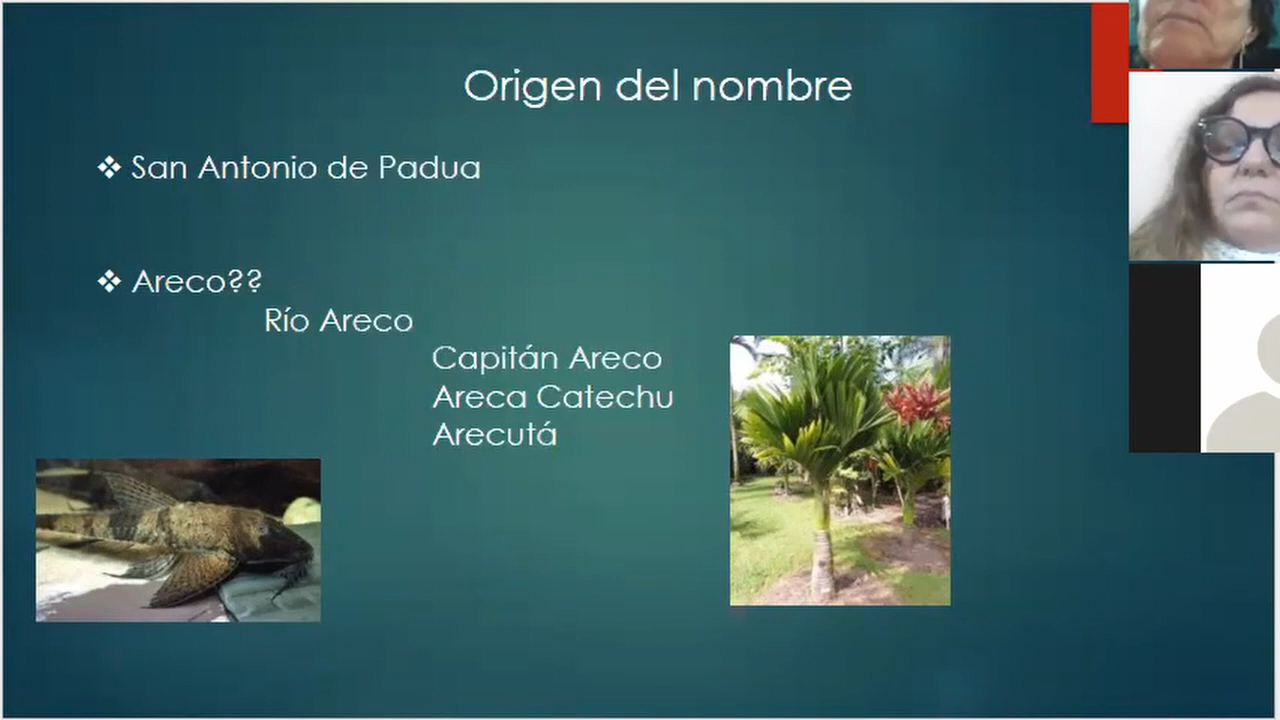 Origen del nombre
❖ San Antonio de Padua
❖ Areco??
Río Areco
Capitán Areco
Areca Catechu
Arecutá